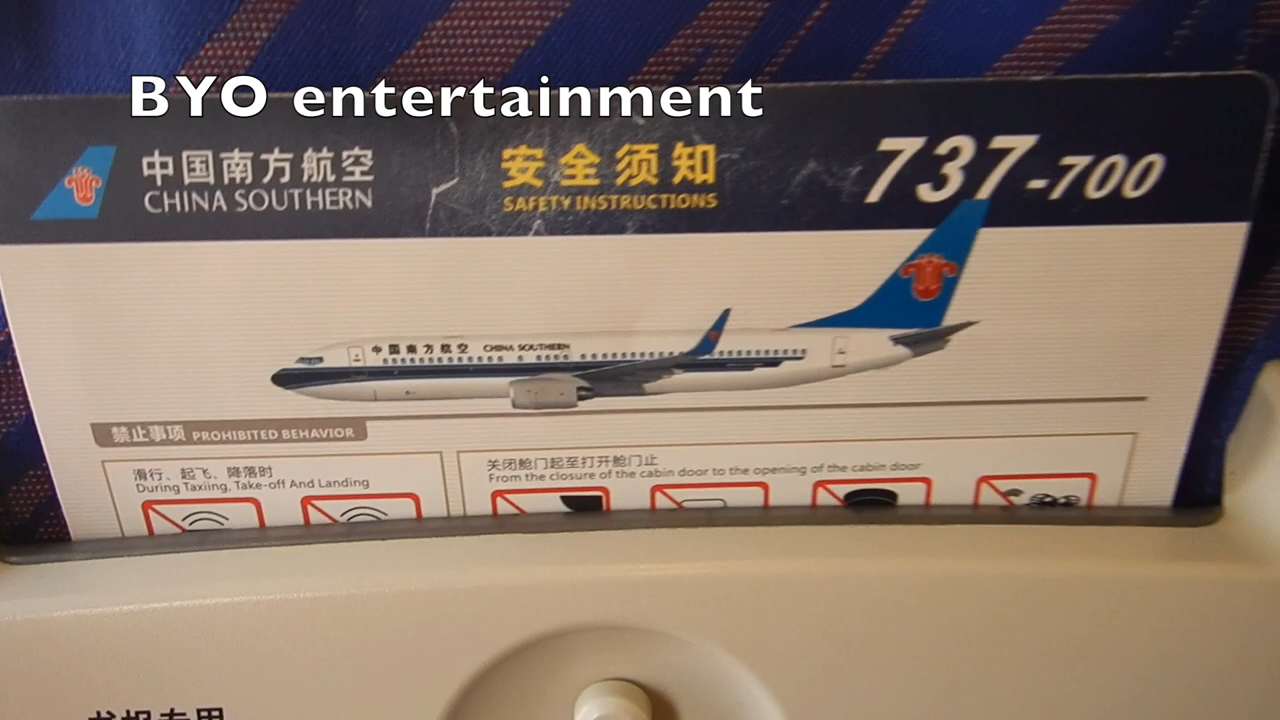 BYO entertainment
中国南方航空
CHINA SOUTHERN
安全须知
SAFETY INSTRUCTIONS
737-700
中国南方航空 CHINA SOUTHERN
禁止事项 PROHIBITED BEHAVIOR
滑行、起飞、降落时
During Taxiing, Take-off And Landing
关闭舱门起至打开舱门止
From the closure of the cabin door to the opening of the cabin door